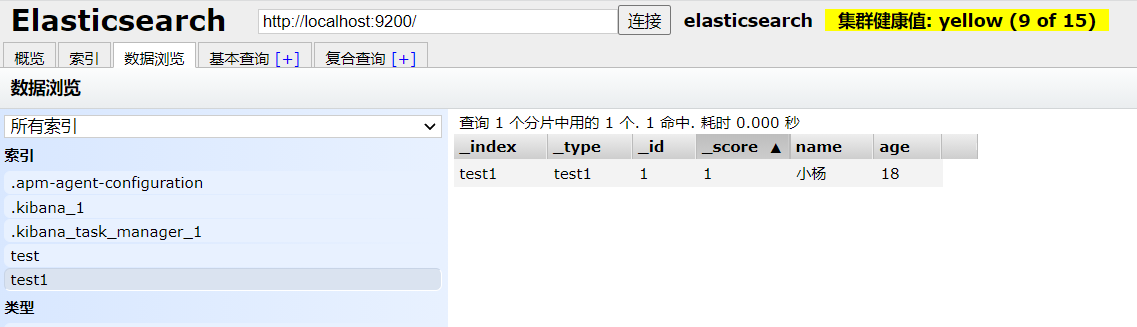 Elasticsearch http://localhost:9200/ 连接 elasticsearch 集群健康值: yellow (9 of 15)
概览 索引 数据浏览 基本查询 [+] 复合查询 [+]
数据浏览
所有索引
索引
.apm-agent-configuration
.kibana_1
.kibana_task_manager_1
test
test1
类型
查询 1 个分片中用的 1 个. 1 命中. 耗时 0.000 秒
_index _type _id _score ▲ name age
test1 test1 1 1 小杨 18